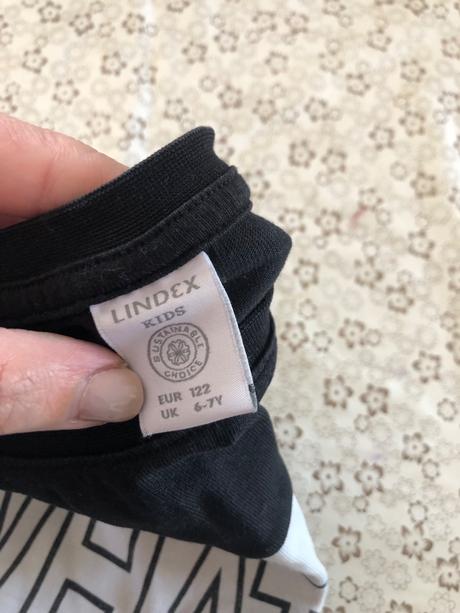 LINDEX
KIDS
SUSTAINABLE
CHOICE
EUR 122
UK 6-7Y